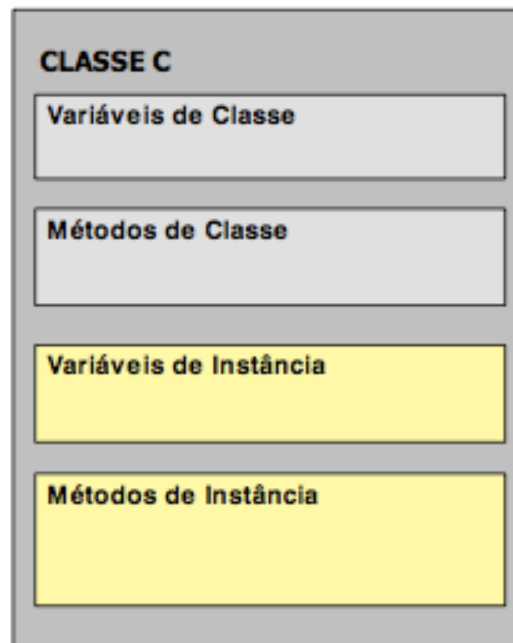 CLASSE C
Variáveis de Classe
Métodos de Classe
Variáveis de Instância
Métodos de Instância